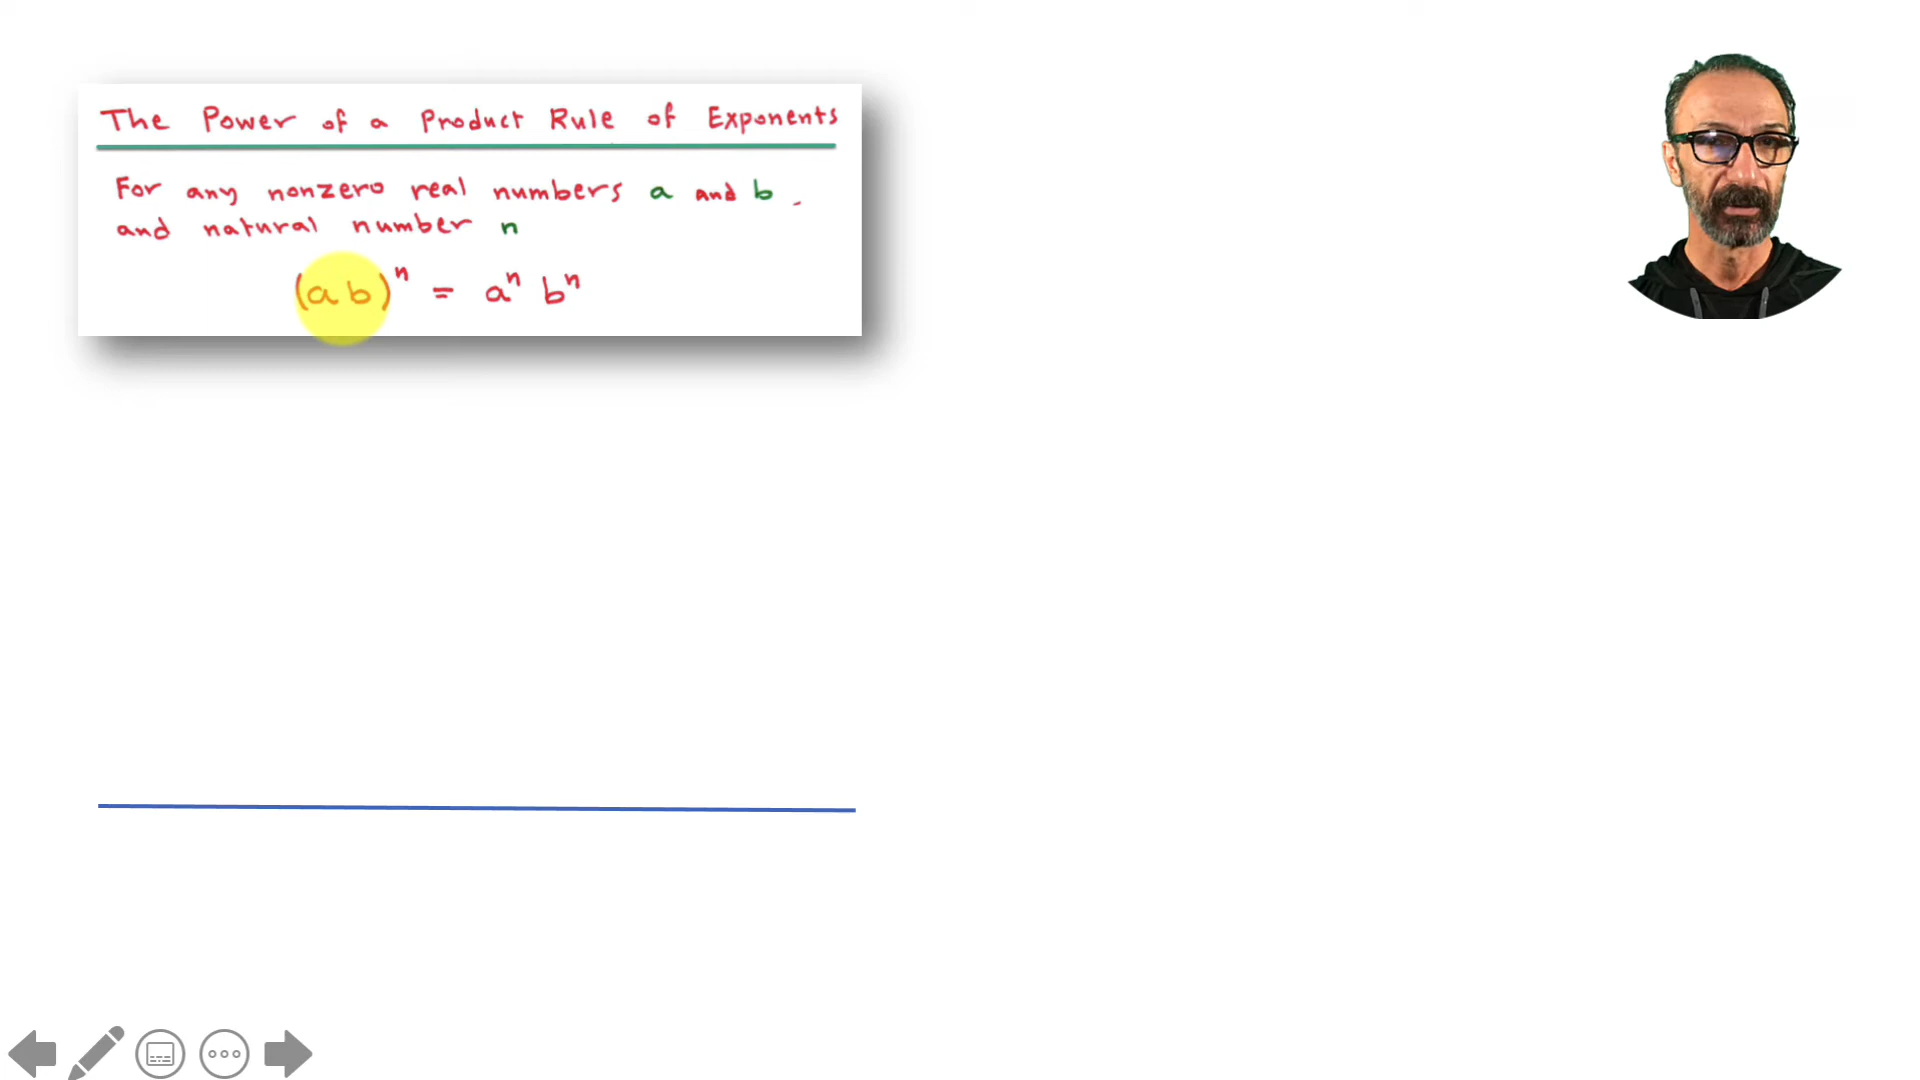 The Power of a Product Rule of Exponents
For any nonzero real numbers a and b ,
and natural number n
(ab)ⁿ = aⁿ bⁿ